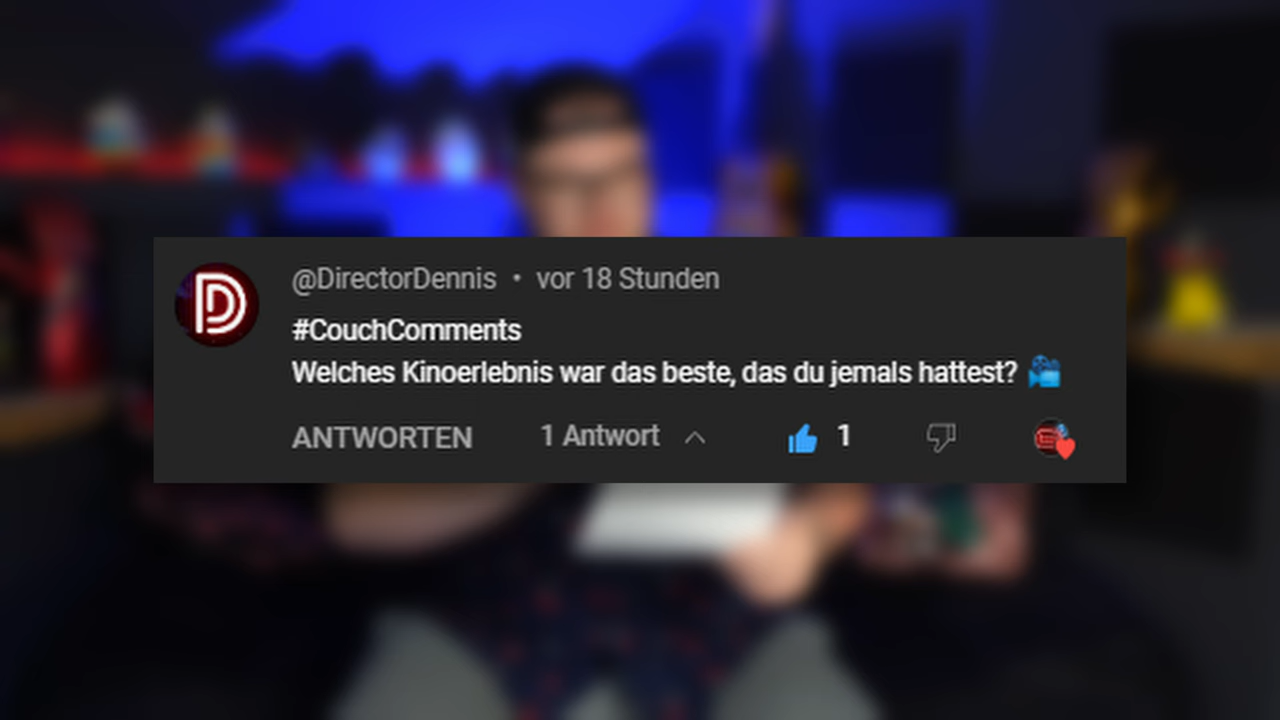 @DirectorDennis • vor 18 Stunden
#CouchComments
Welches Kinoerlebnis war das beste, das du jemals hattest? 🎥
ANTWORTEN 1 Antwort 1